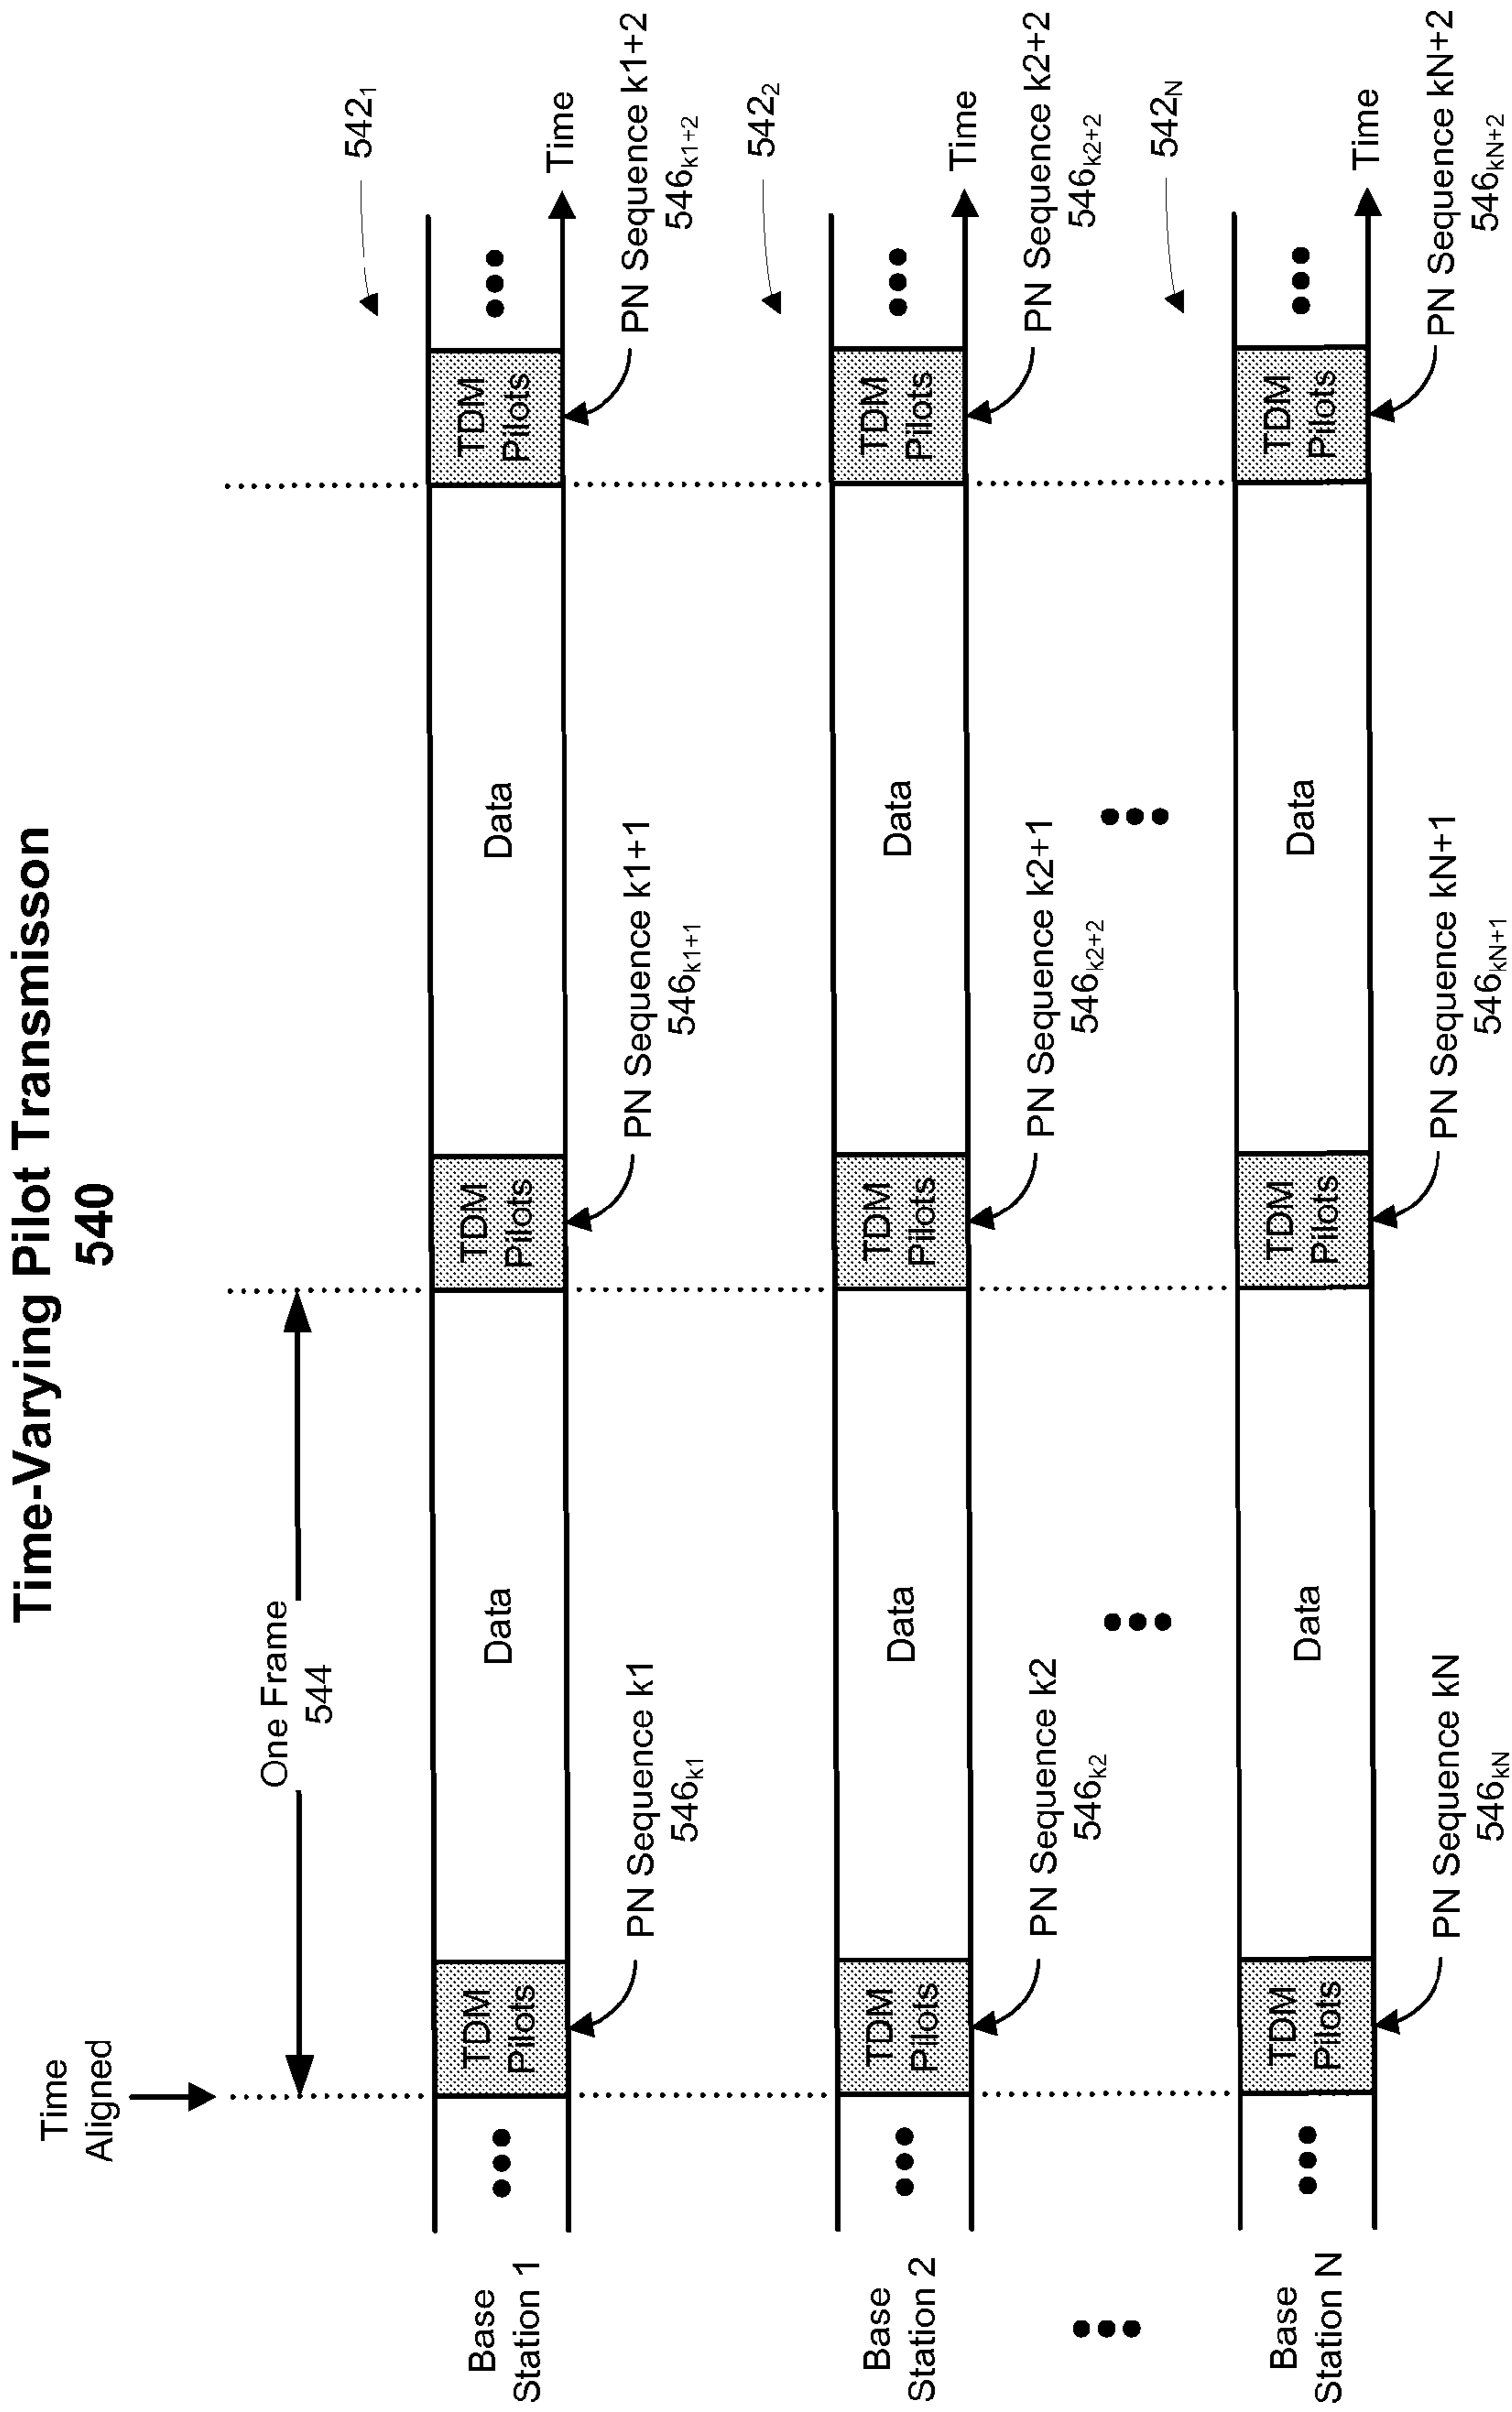 Time-Varying Pilot Transmisson
540
Time
Aligned
One Frame
544
542₁
Base
Station 1
TDM
Pilots
Data
TDM
Pilots
Data
TDM
Pilots
Time
PN Sequence k1
546ₖ₁
PN Sequence k1+1
546ₖ₁₊₁
PN Sequence k1+2
546ₖ₁₊₂
542₂
Base
Station 2
TDM
Pilots
Data
TDM
Pilots
Data
TDM
Pilots
Time
PN Sequence k2
546ₖ₂
PN Sequence k2+1
546ₖ₂₊₂
PN Sequence k2+2
546ₖ₂₊₂
542N
Base
Station N
TDM
Pilots
Data
TDM
Pilots
Data
TDM
Pilots
Time
PN Sequence kN
546kN
PN Sequence kN+1
546kN+1
PN Sequence kN+2
546kN+2